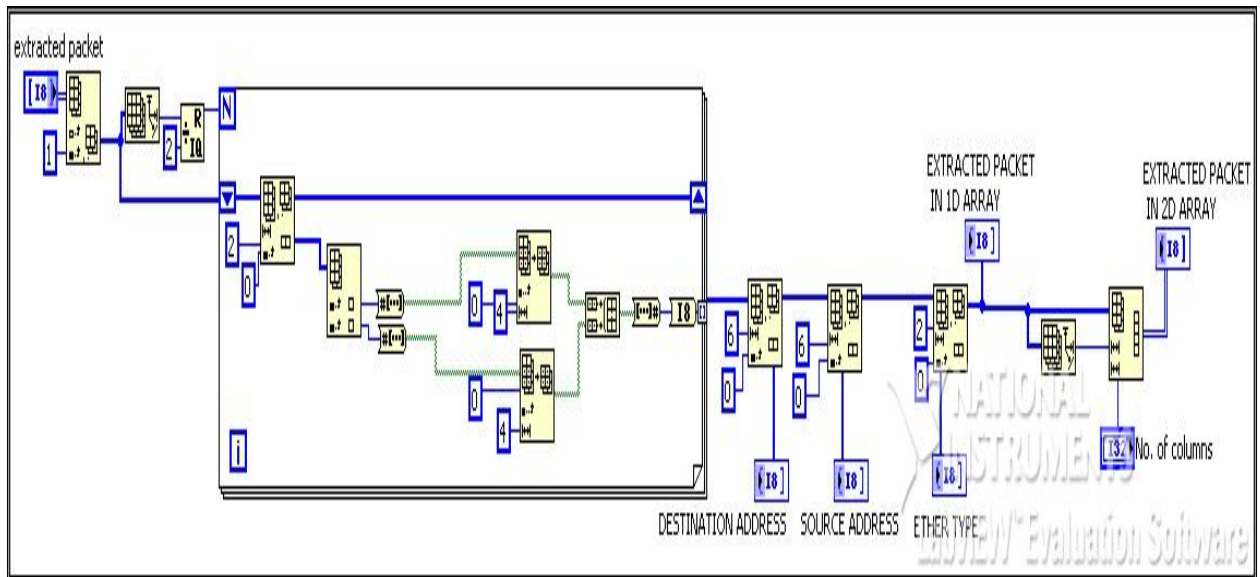 extracted packet
[I8]
1
2
R
IQ
N
2
0
#[...]
#[...]
0
4
0
4
[...]#
I8
i
6
0
6
0
2
0
EXTRACTED PACKET
IN 1D ARRAY
I8]
EXTRACTED PACKET
IN 2D ARRAY
I8]
I32
No. of columns
I8]
I8]
I8]
DESTINATION ADDRESS
SOURCE ADDRESS
ETHER TYPE
NATIONAL
INSTRUMENTS
LabVIEW™ Evaluation Software